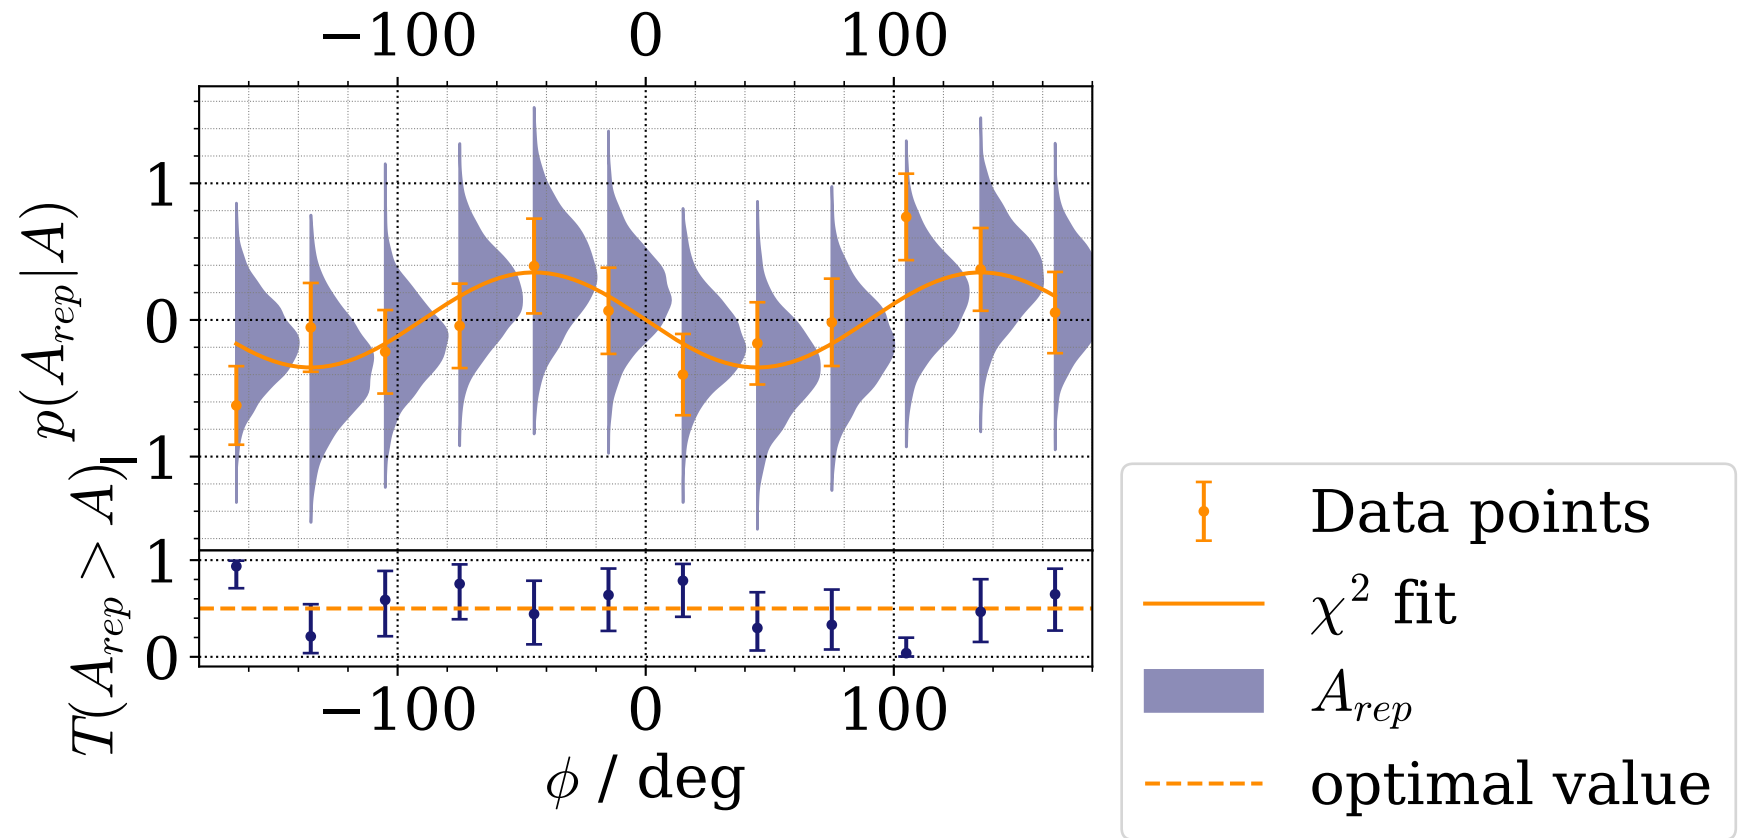 −100 0 100
p(A_rep|A)
1
0
−1
T(A_rep > A)
1
0
−100 0 100
ϕ / deg
Data points
χ² fit
A_rep
optimal value